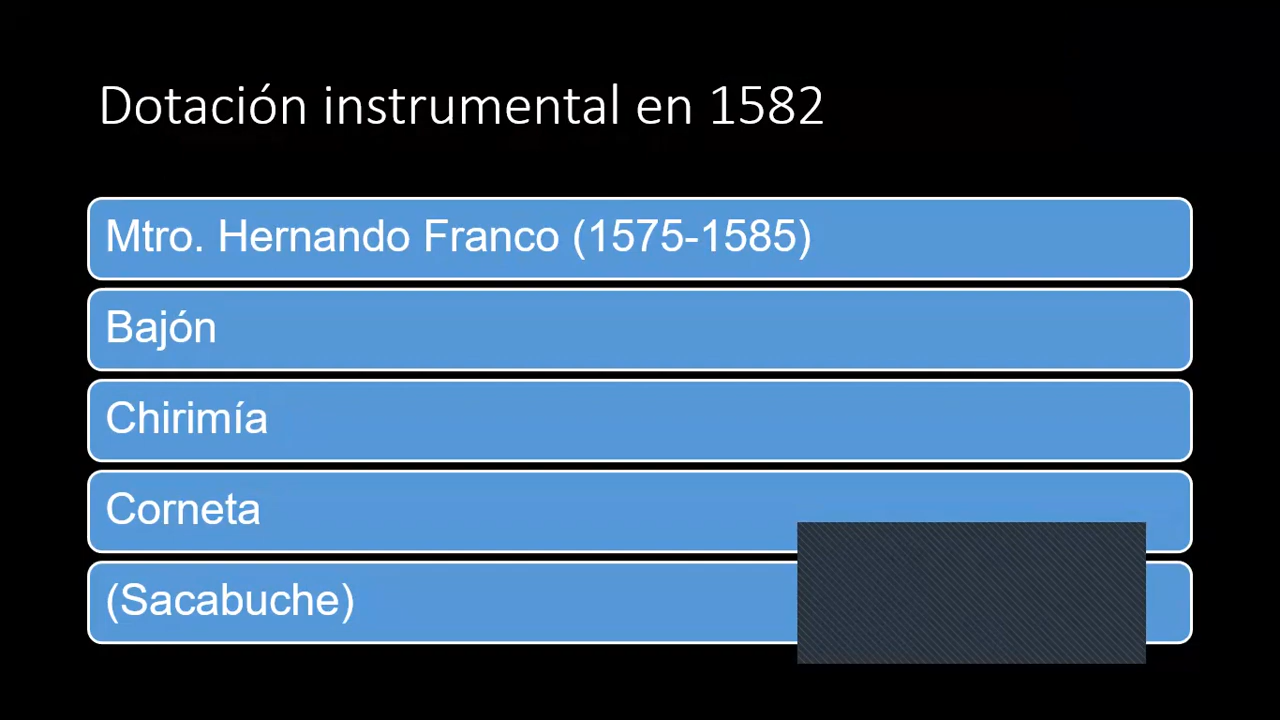 Dotación instrumental en 1582
Mtro. Hernando Franco (1575-1585)
Bajón
Chirimía
Corneta
(Sacabuche)